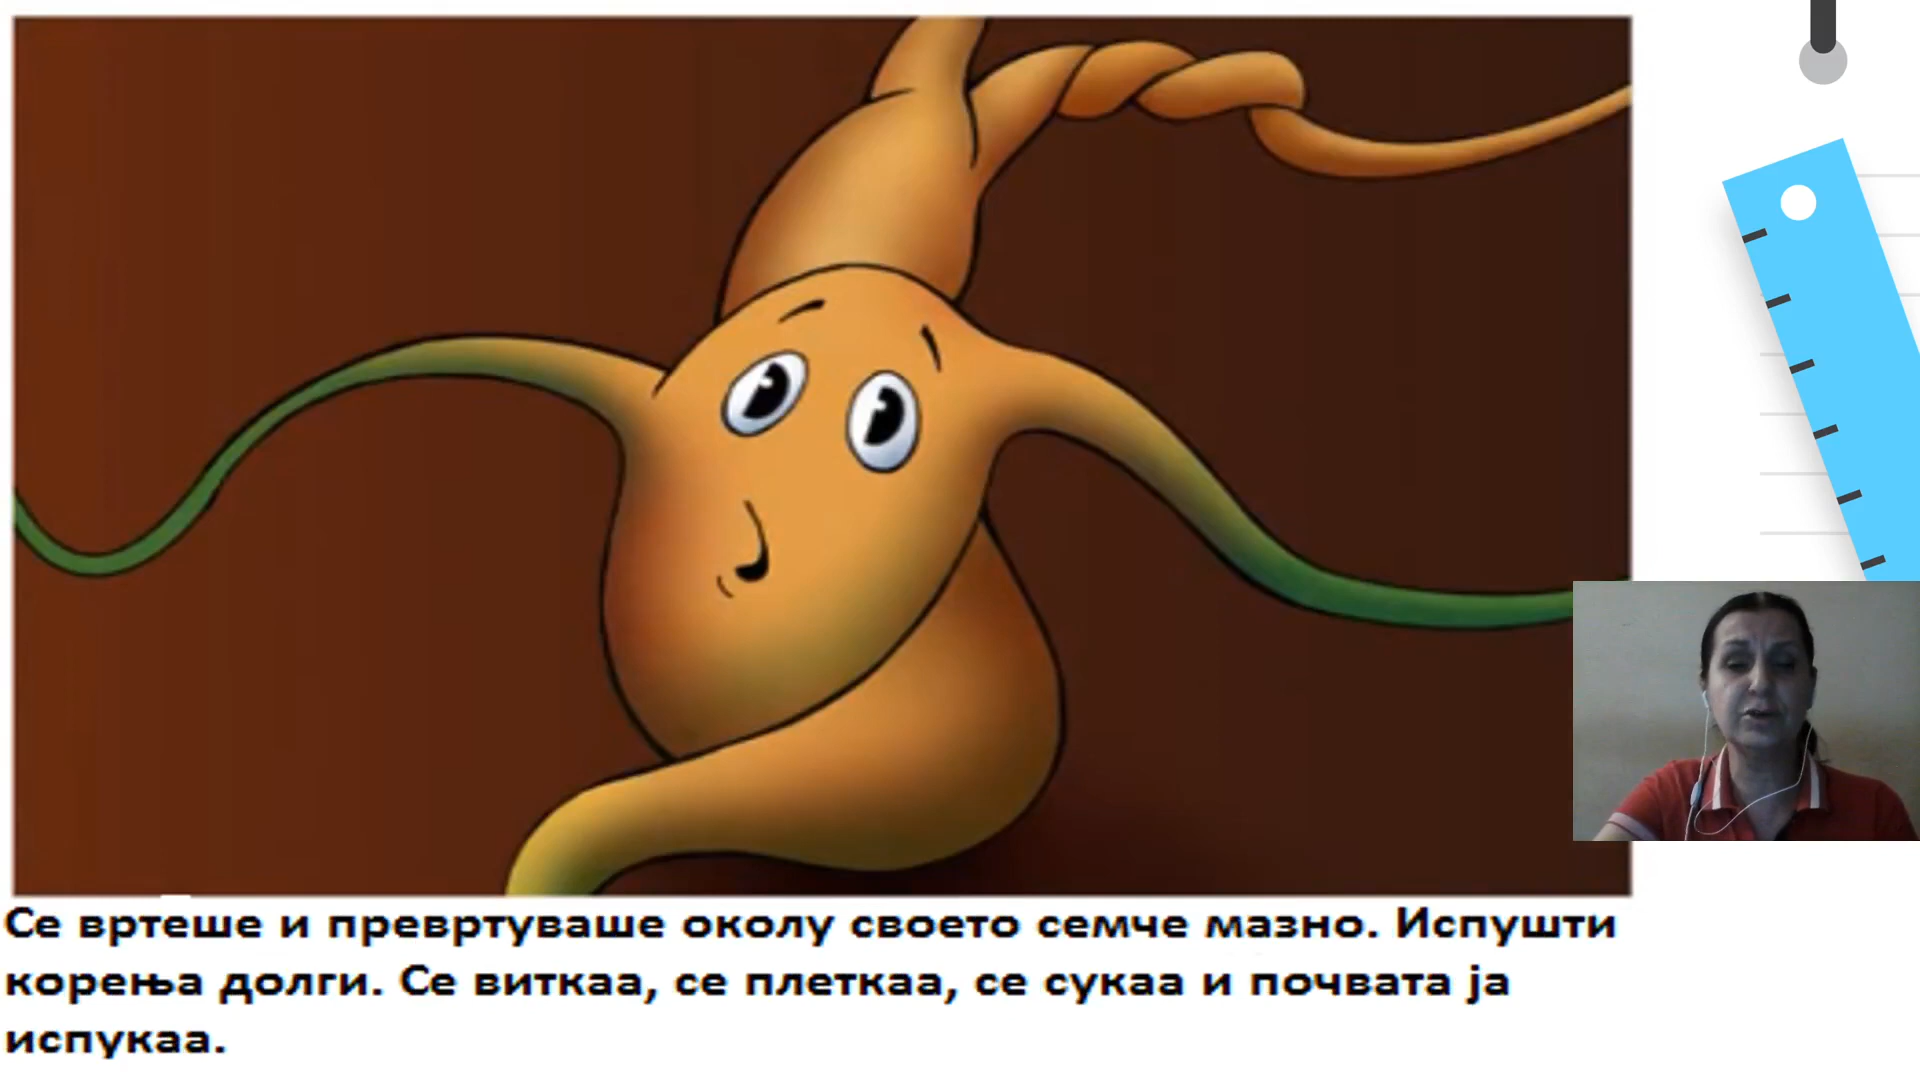 Се вртеше и превртуваше околу своето семче мазно. Испушти
корења долги. Се виткаа, се плеткаа, се сукаа и почвата ја
испукаа.